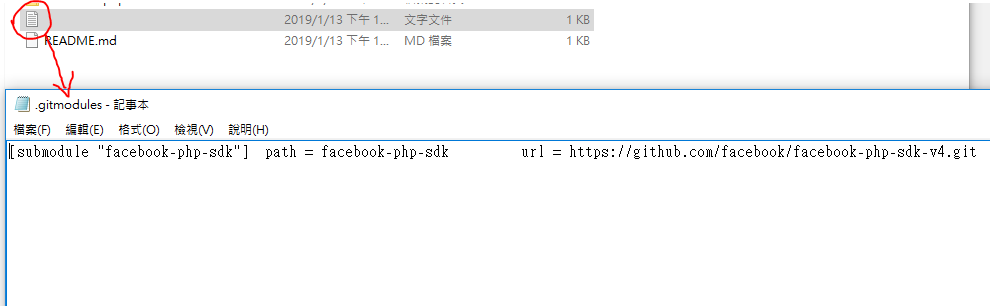 2019/1/13 下午 1... 文字文件 1 KB
README.md 2019/1/13 下午 1... MD 檔案 1 KB
.gitmodules - 記事本
檔案(F) 編輯(E) 格式(O) 檢視(V) 說明(H)
[submodule "facebook-php-sdk"] path = facebook-php-sdk url = https://github.com/facebook/facebook-php-sdk-v4.git